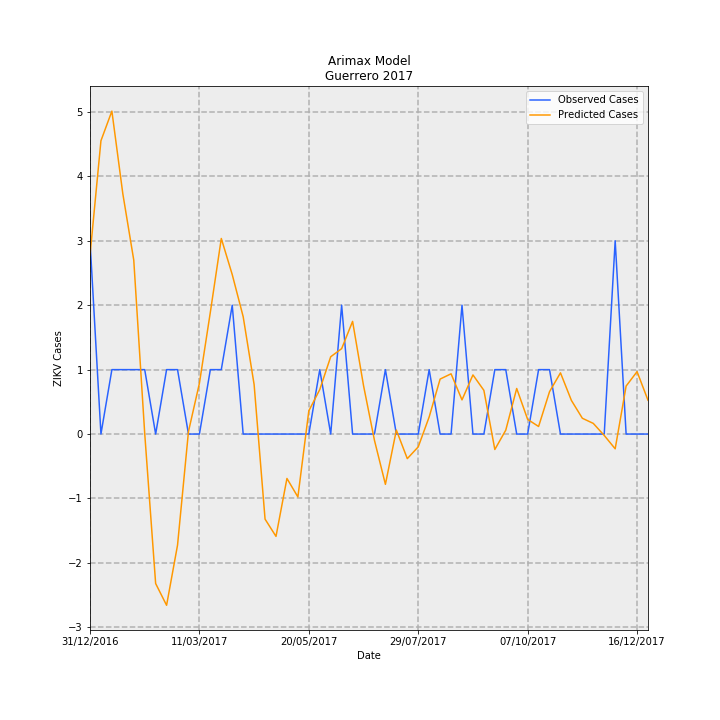 Arimax Model
Guerrero 2017
Observed Cases
Predicted Cases
5
4
3
2
1
0
−1
−2
−3
ZIKV Cases
31/12/2016 11/03/2017 20/05/2017 29/07/2017 07/10/2017 16/12/2017
Date